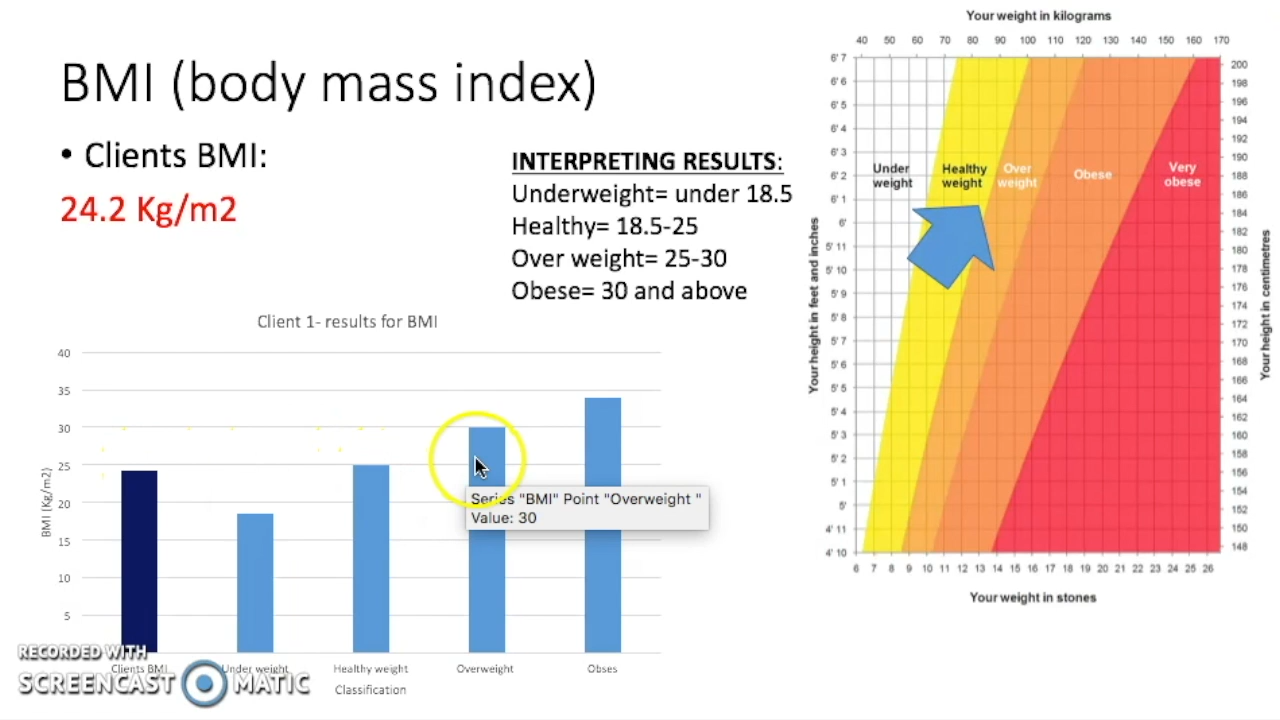 BMI (body mass index)
• Clients BMI:
24.2 Kg/m2
INTERPRETING RESULTS:
Underweight= under 18.5
Healthy= 18.5-25
Over weight= 25-30
Obese= 30 and above
Client 1- results for BMI
BMI (Kg/m2)
40
35
30
25
20
15
10
5
Clients BMI
Under weight
Healthy weight
Overweight
Obses
Classification
Series "BMI" Point "Overweight "
Value: 30
RECORDED WITH
SCREENCAST MATIC
Your weight in kilograms
40 50 60 70 80 90 100 110 120 130 140 150 160 170
Your height in feet and inches
6' 7
6' 6
6' 5
6' 4
6' 3
6' 2
6' 1
6'
5' 11
5' 10
5' 9
5' 8
5' 7
5' 6
5' 5
5' 4
5' 3
5' 2
5' 1
5'
4' 11
4' 10
Under
weight
Healthy
weight
Over
weight
Obese
Very
obese
200
198
196
194
192
190
188
186
184
182
180
178
176
174
172
170
168
166
164
162
160
158
156
154
152
150
148
Your height in centimetres
6 7 8 9 10 11 12 13 14 15 16 17 18 19 20 21 22 23 24 25 26
Your weight in stones